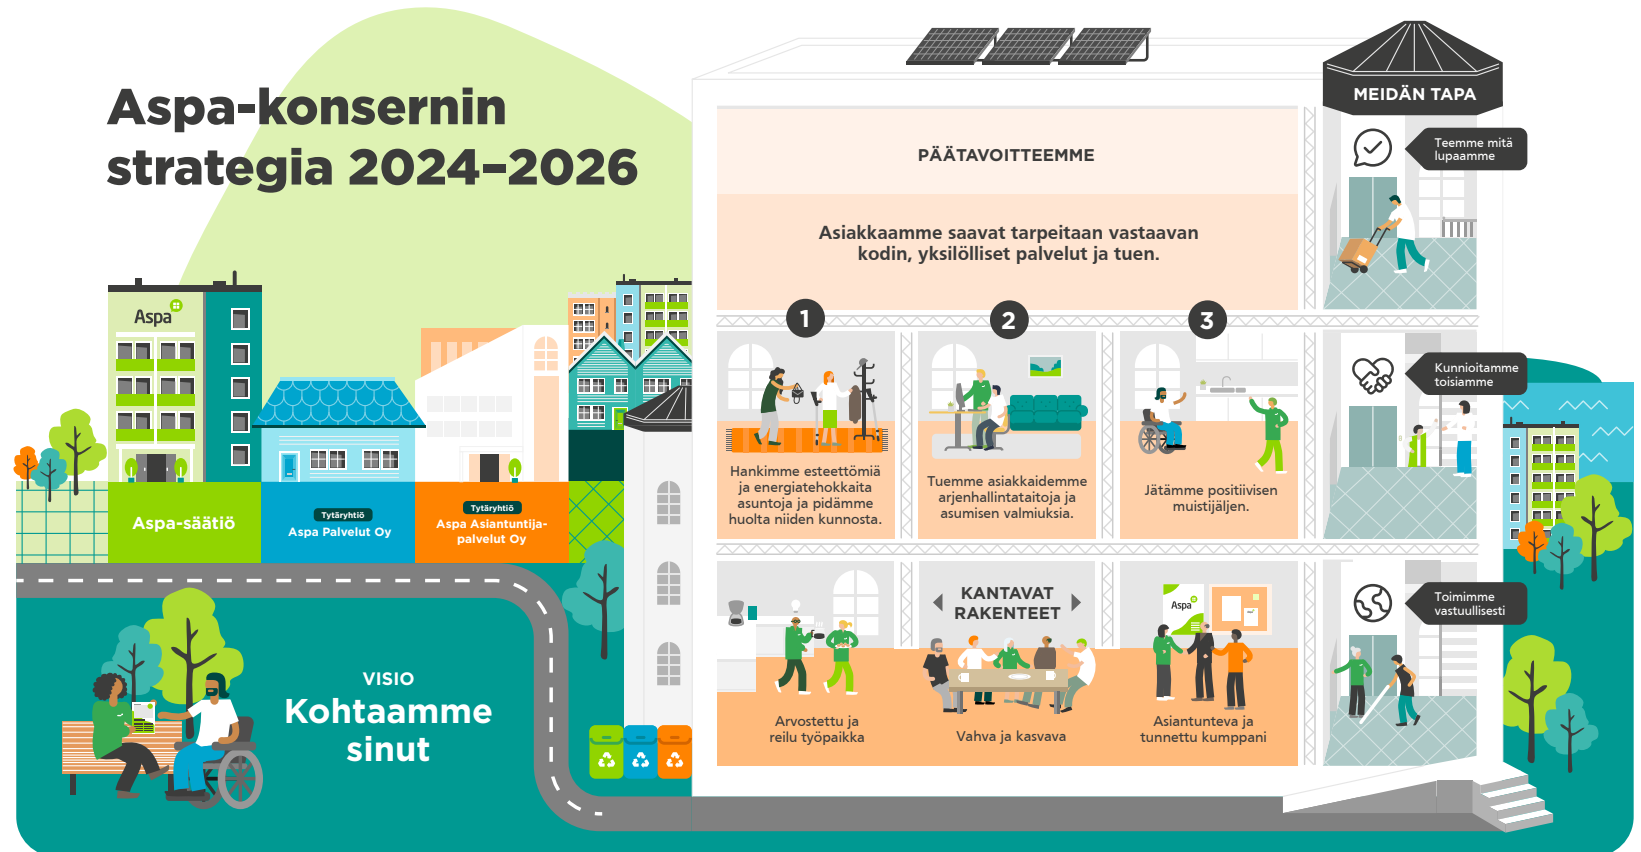 Aspa-konsernin
strategia 2024–2026
Aspa
Aspa-säätiö
Tytäryhtiö
Aspa Palvelut Oy
Tytäryhtiö
Aspa Asiantuntija-
palvelut Oy
VISIO
Kohtaamme
sinut
PÄÄTAVOITTEEMME
Asiakkaamme saavat tarpeitaan vastaavan
kodin, yksilölliset palvelut ja tuen.
1
Hankimme esteettömiä
ja energiatehokkaita
asuntoja ja pidämme
huolta niiden kunnosta.
2
Tuemme asiakkaidemme
arjenhallintataitoja ja
asumisen valmiuksia.
3
Jätämme positiivisen
muistijäljen.
KANTAVAT
RAKENTEET
Arvostettu ja
reilu työpaikka
Vahva ja kasvava
Aspa
Asiantunteva ja
tunnettu kumppani
MEIDÄN TAPA
Teemme mitä
lupaamme
Kunnioitamme
toisiamme
Toimimme
vastuullisesti